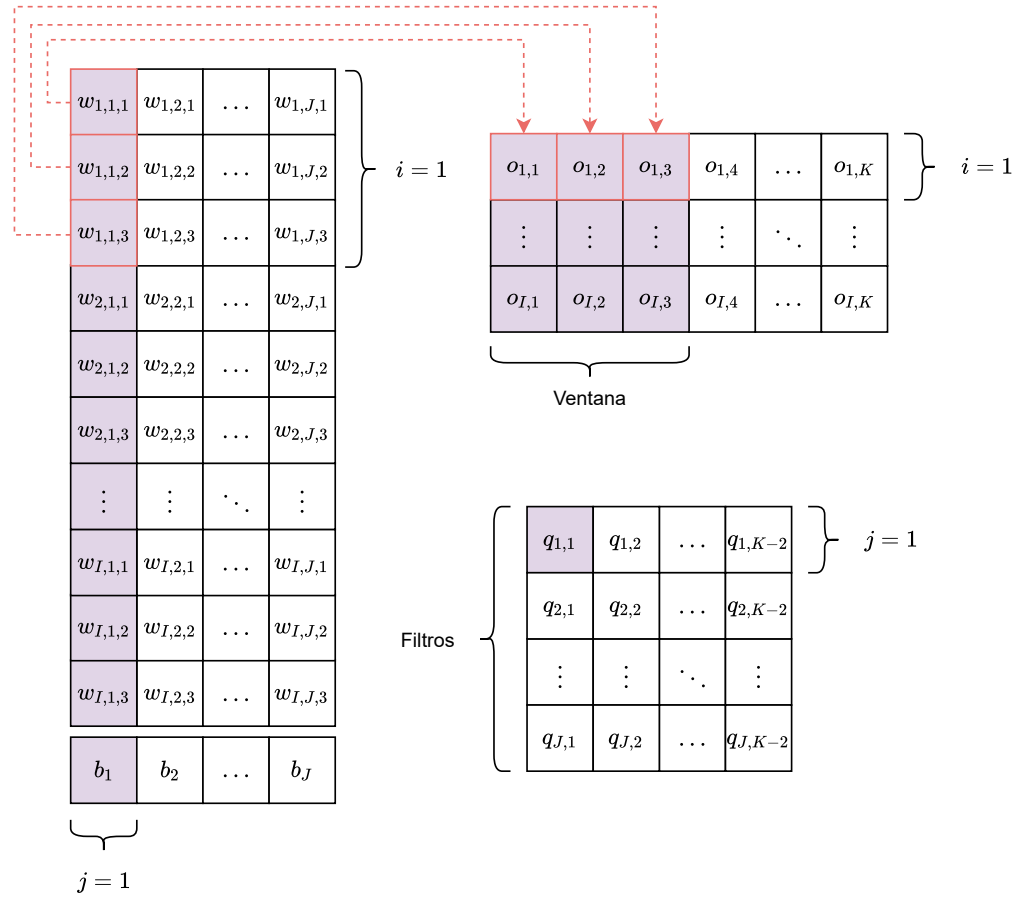 w_{1,1,1} w_{1,2,1} … w_{1,J,1}
w_{1,1,2} w_{1,2,2} … w_{1,J,2}
w_{1,1,3} w_{1,2,3} … w_{1,J,3}
i = 1
w_{2,1,1} w_{2,2,1} … w_{2,J,1}
w_{2,1,2} w_{2,2,2} … w_{2,J,2}
w_{2,1,3} w_{2,2,3} … w_{2,J,3}
⋮ ⋮ ⋱ ⋮
w_{I,1,1} w_{I,2,1} … w_{I,J,1}
w_{I,1,2} w_{I,2,2} … w_{I,J,2}
w_{I,1,3} w_{I,2,3} … w_{I,J,3}
b_1 b_2 … b_J
j = 1
o_{1,1} o_{1,2} o_{1,3} o_{1,4} … o_{1,K}
i = 1
⋮ ⋮ ⋮ ⋮ ⋱ ⋮
o_{I,1} o_{I,2} o_{I,3} o_{I,4} … o_{I,K}
Ventana
q_{1,1} q_{1,2} … q_{1,K-2}
j = 1
q_{2,1} q_{2,2} … q_{2,K-2}
Filtros
⋮ ⋮ ⋱ ⋮
q_{J,1} q_{J,2} … q_{J,K-2}